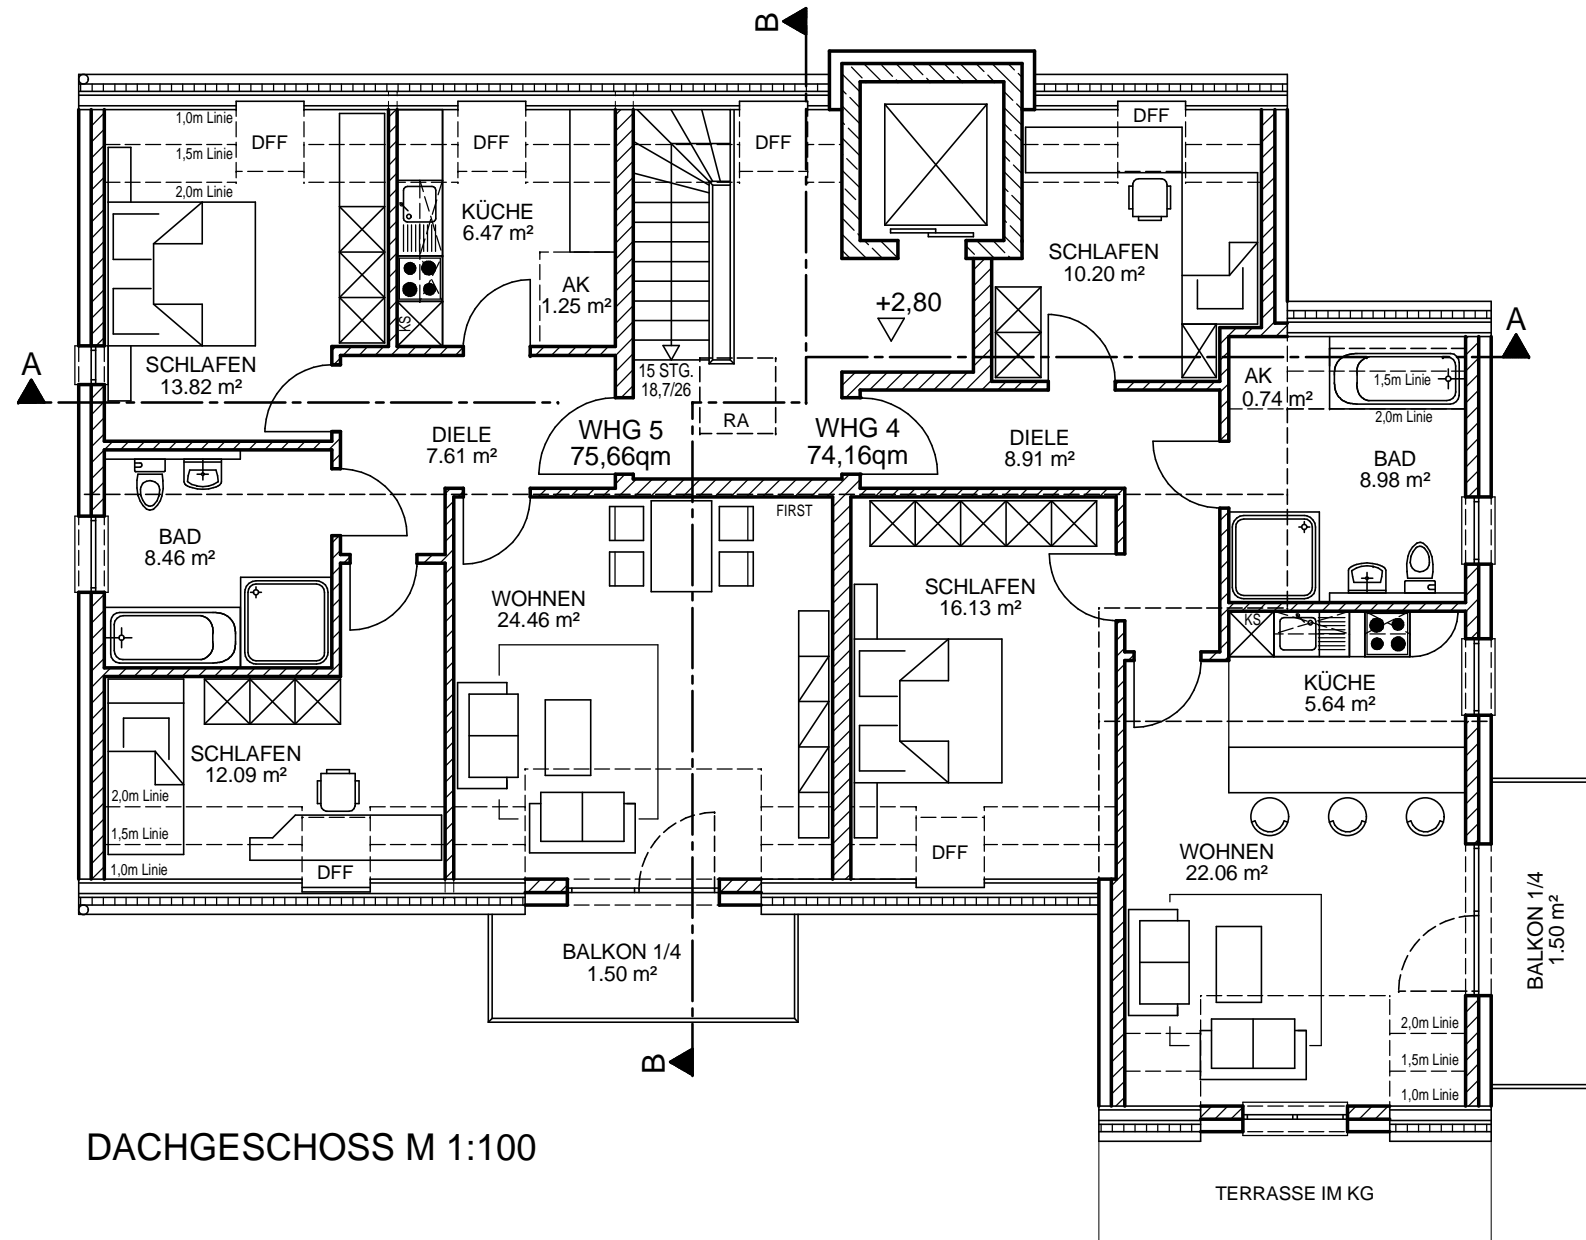 B
1,0m Linie
1,5m Linie
2,0m Linie
DFF
DFF
DFF
DFF
KÜCHE
6.47 m²
AK
1.25 m²
KS
SCHLAFEN
13.82 m²
SCHLAFEN
10.20 m²
+2,80
A
A
15 STG.
18,7/26
RA
DIELE
7.61 m²
WHG 5
75,66qm
WHG 4
74,16qm
DIELE
8.91 m²
AK
0.74 m²
1,5m Linie
2,0m Linie
BAD
8.98 m²
BAD
8.46 m²
FIRST
WOHNEN
24.46 m²
SCHLAFEN
16.13 m²
KS
KÜCHE
5.64 m²
SCHLAFEN
12.09 m²
2,0m Linie
1,5m Linie
1,0m Linie
DFF
DFF
WOHNEN
22.06 m²
BALKON 1/4
1.50 m²
BALKON 1/4
1.50 m²
2,0m Linie
1,5m Linie
1,0m Linie
B
DACHGESCHOSS M 1:100
TERRASSE IM KG